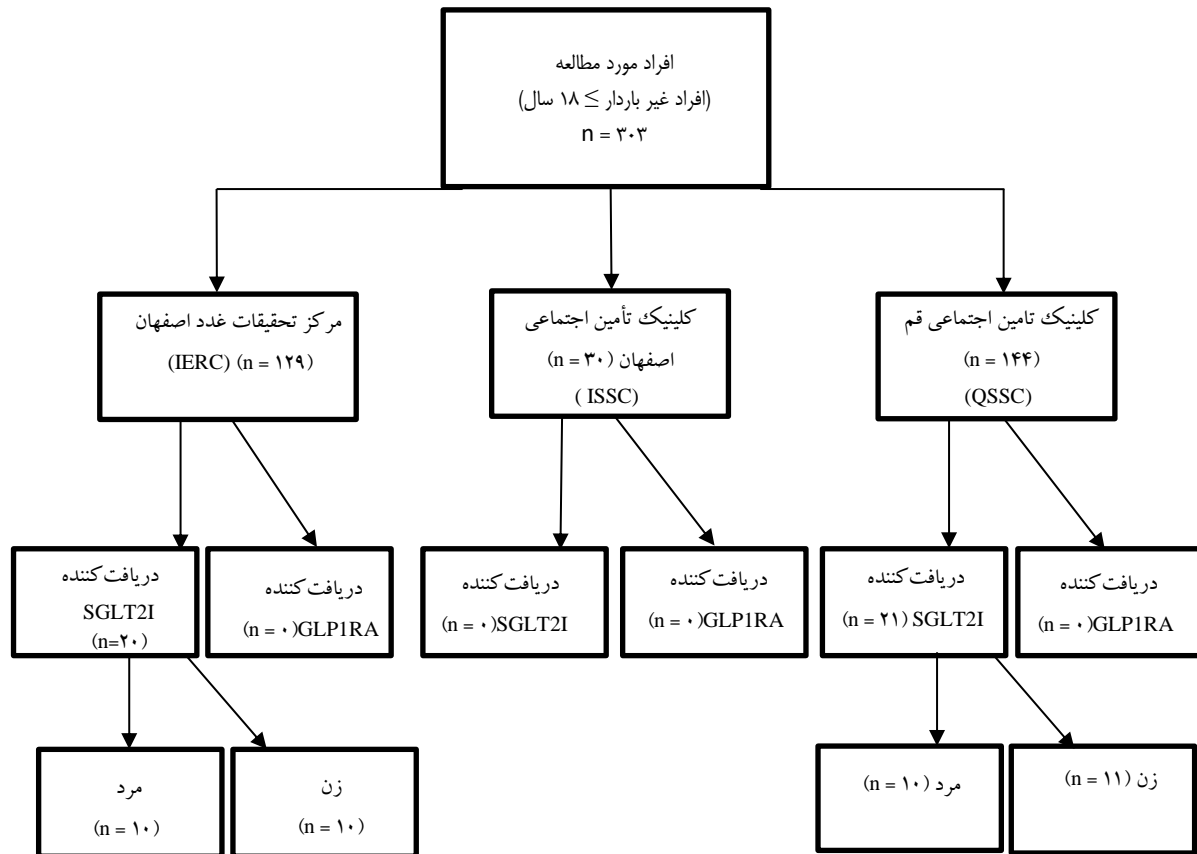 افراد مورد مطالعه
(افراد غیر باردار ≥ ۱۸ سال)
n = ۳۰۳
مرکز تحقیقات غدد اصفهان
(IERC) (n = ۱۲۹)
کلینیک تأمین اجتماعی
اصفهان (n = ۳۰)
( ISSC)
کلینیک تامین اجتماعی قم
(n = ۱۴۴)
(QSSC)
دریافت‌کننده
SGLT2I
(n=۲۰)
دریافت‌کننده
(n = ۰)GLP1RA
دریافت‌کننده
(n = ۰)SGLT2I
دریافت‌کننده
(n = ۰)GLP1RA
دریافت‌کننده
(n = ۲۱) SGLT2I
دریافت‌کننده
(n = ۰)GLP1RA
مرد
(n = ۱۰)
زن
(n = ۱۰)
مرد (n = ۱۰)
زن (n = ۱۱)